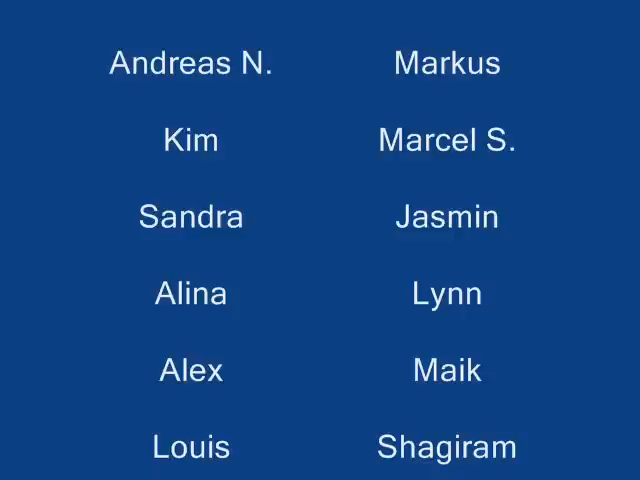 Andreas N. Markus
Kim Marcel S.
Sandra Jasmin
Alina Lynn
Alex Maik
Louis Shagiram